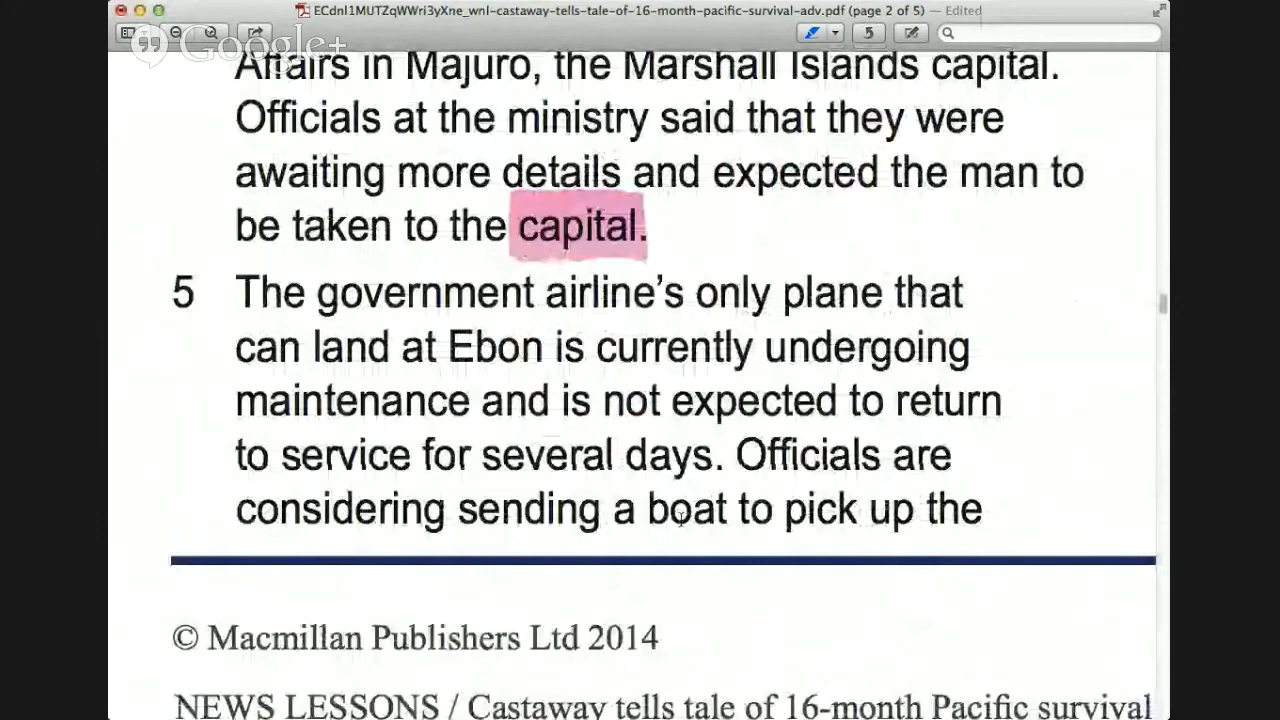 ECdnl1MUTZqWWri3yXne_wnl-castaway-tells-tale-of-16-month-pacific-survival-adv.pdf (page 2 of 5) — Edited
Google+
Affairs in Majuro, the Marshall Islands capital.
Officials at the ministry said that they were
awaiting more details and expected the man to
be taken to the capital.
5 The government airline's only plane that
can land at Ebon is currently undergoing
maintenance and is not expected to return
to service for several days. Officials are
considering sending a boat to pick up the
© Macmillan Publishers Ltd 2014
NEWS LESSONS / Castaway tells tale of 16-month Pacific survival